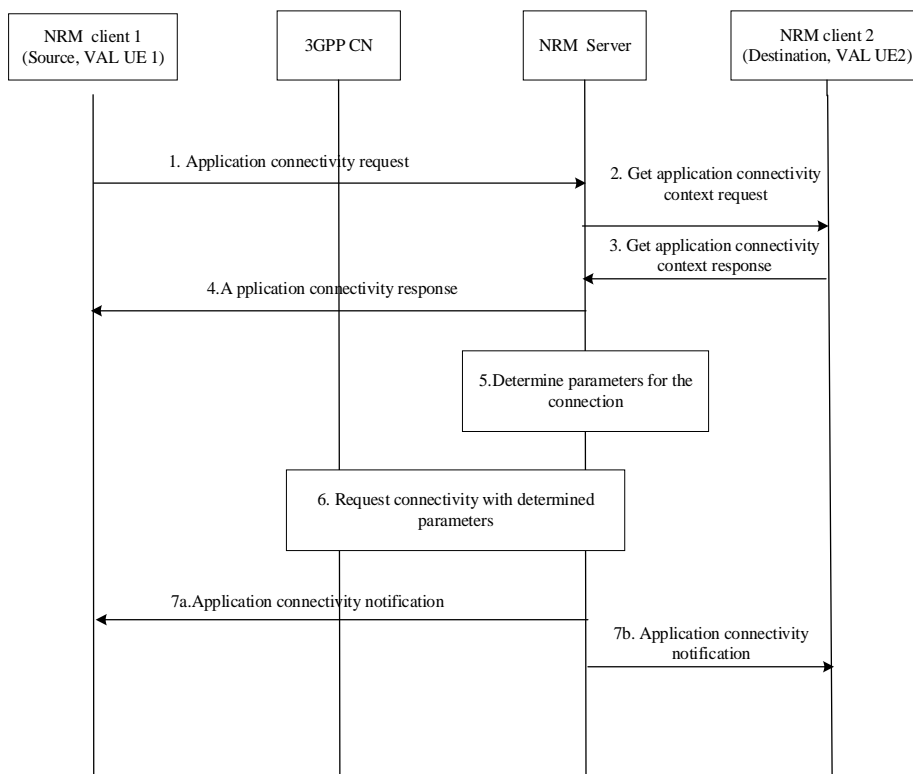 NRM client 1
(Source, VAL UE 1)
3GPP CN
NRM Server
NRM client 2
(Destination, VAL UE2)
1. Application connectivity request
2. Get application connectivity
context request
3. Get application connectivity
context response
4.A pplication connectivity response
5.Determine parameters for the
connection
6. Request connectivity with determined
parameters
7a.Application connectivity notification
7b. Application connectivity
notification